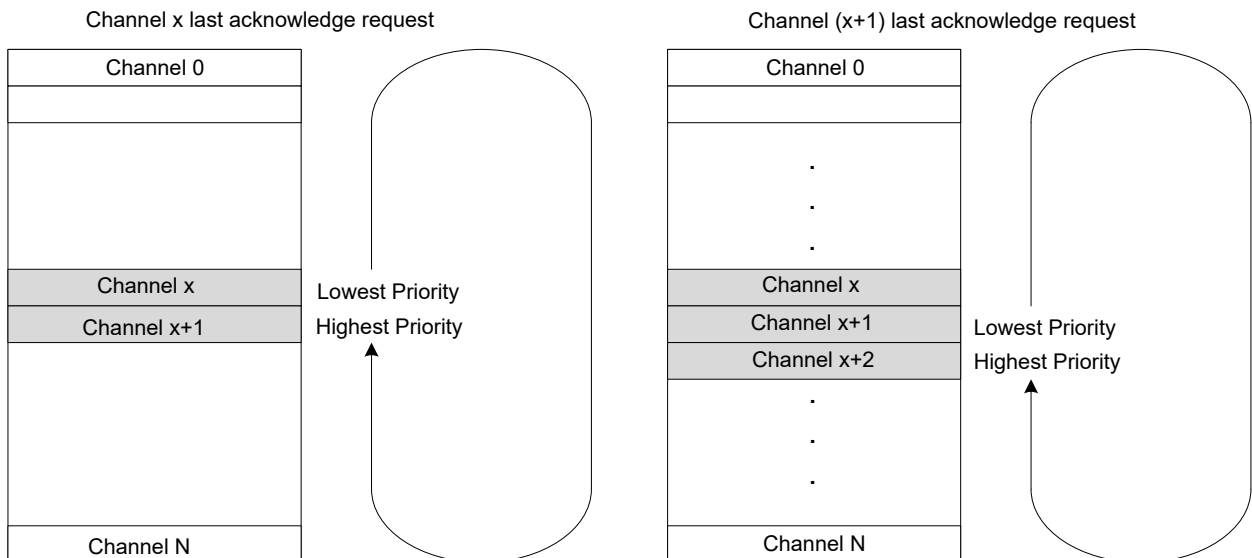 Channel x last acknowledge request
Channel 0
Channel x
Lowest Priority
Channel x+1
Highest Priority
Channel N
Channel (x+1) last acknowledge request
Channel 0
.
.
.
Channel x
Channel x+1
Lowest Priority
Channel x+2
Highest Priority
.
.
.
Channel N